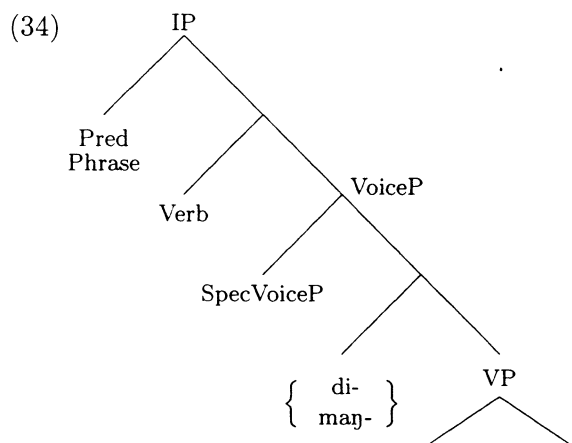 (34)
IP
Pred
Phrase
Verb
VoiceP
SpecVoiceP
{ di- }
maŋ-
VP